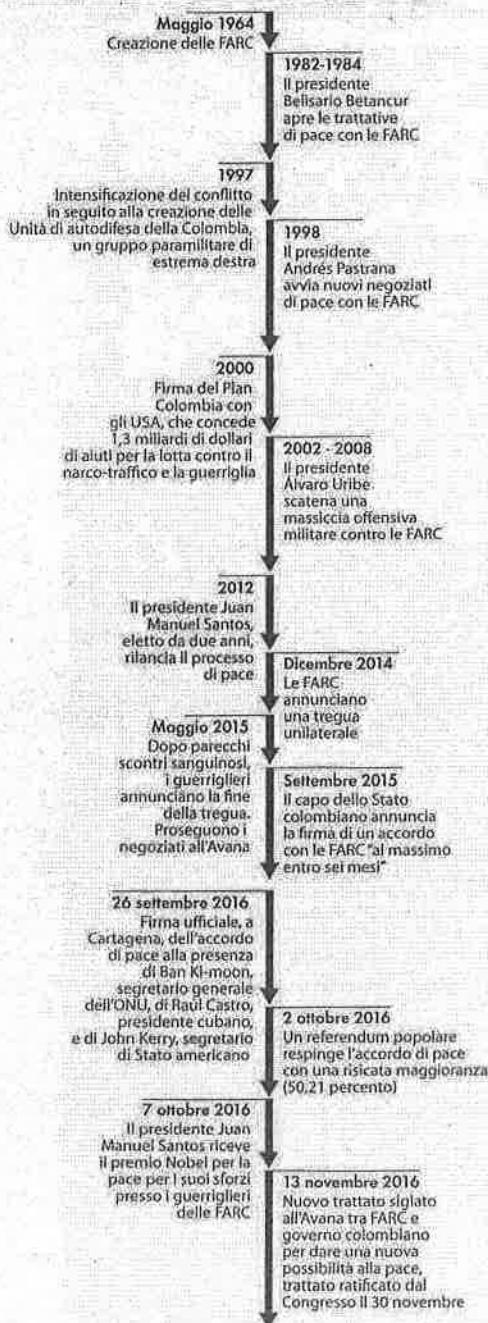 Maggio 1964
Creazione delle FARC
1982-1984
Il presidente
Belisario Betancur
apre le trattative
di pace con le FARC
1997
Intensificazione del conflitto
in seguito alla creazione delle
Unità di autodifesa della Colombia,
un gruppo paramilitare di
estrema destra
1998
Il presidente
Andrés Pastrana
avvia nuovi negoziati
di pace con le FARC
2000
Firma del Plan
Colombia con
gli USA, che concede
1,3 miliardi di dollari
di aiuti per la lotta contro il
narco-traffico e la guerriglia
2002 - 2008
Il presidente
Álvaro Uribe
scatena una
massiccia offensiva
militare contro le FARC
2012
Il presidente Juan
Manuel Santos,
eletto da due anni,
rilancia il processo
di pace
Dicembre 2014
Le FARC
annunciano
una tregua
unilaterale
Maggio 2015
Dopo parecchi
scontri sanguinosi,
i guerriglieri
annunciano la fine
della tregua.
Proseguono i
negoziati all'Avana
Settembre 2015
Il capo dello Stato
colombiano annuncia
la firma di un accordo
con le FARC "al massimo
entro sei mesi"
26 settembre 2016
Firma ufficiale, a
Cartagena, dell'accordo
di pace alla presenza
di Ban Ki-moon,
segretario generale
dell'ONU, di Raúl Castro,
presidente cubano,
e di John Kerry, segretario
di Stato americano
2 ottobre 2016
Un referendum popolare
respinge l'accordo di pace
con una risicata maggioranza
(50,21 percento)
7 ottobre 2016
Il presidente Juan
Manuel Santos riceve
il premio Nobel per la
pace per i suoi sforzi
presso i guerriglieri
delle FARC
13 novembre 2016
Nuovo trattato siglato
all'Avana tra FARC e
governo colombiano
per dare una nuova
possibilità alla pace,
trattato ratificato dal
Congresso il 30 novembre